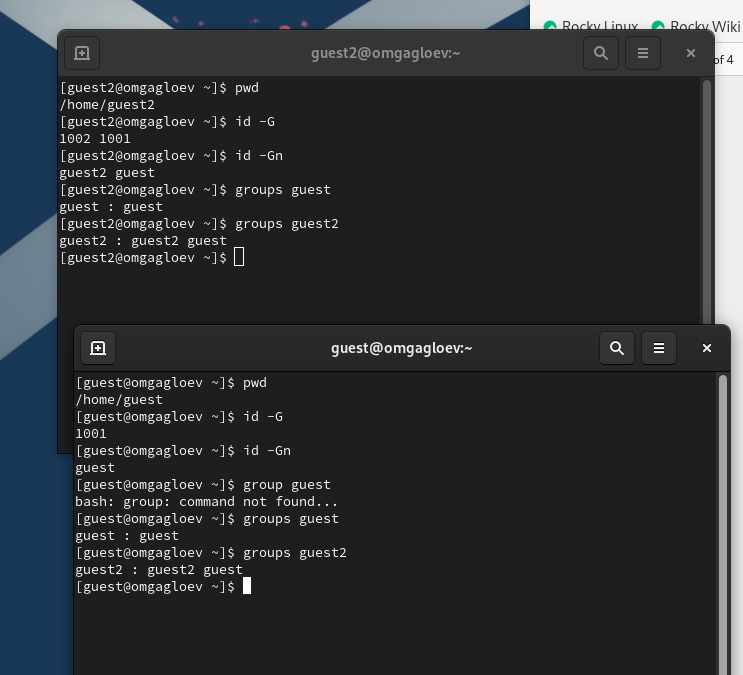 Rocky Linux Rocky Wiki
guest2@omgagloev:~
of 4
[guest2@omgagloev ~]$ pwd
/home/guest2
[guest2@omgagloev ~]$ id -G
1002 1001
[guest2@omgagloev ~]$ id -Gn
guest2 guest
[guest2@omgagloev ~]$ groups guest
guest : guest
[guest2@omgagloev ~]$ groups guest2
guest2 : guest2 guest
[guest2@omgagloev ~]$
guest@omgagloev:~
[guest@omgagloev ~]$ pwd
/home/guest
[guest@omgagloev ~]$ id -G
1001
[guest@omgagloev ~]$ id -Gn
guest
[guest@omgagloev ~]$ group guest
bash: group: command not found...
[guest@omgagloev ~]$ groups guest
guest : guest
[guest@omgagloev ~]$ groups guest2
guest2 : guest2 guest
[guest@omgagloev ~]$